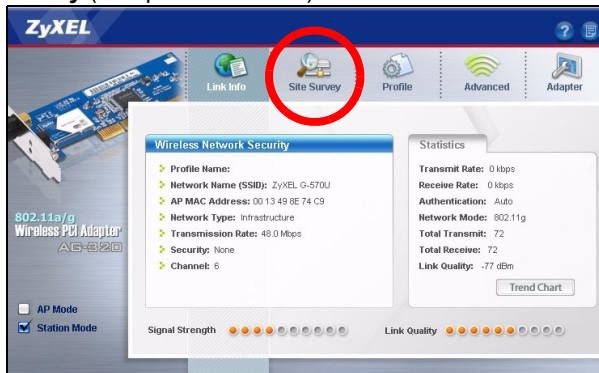 ZyXEL
Link Info
Site Survey
Profile
Advanced
Adapter
Wireless Network Security
Profile Name:
Network Name (SSID): ZyXEL G-570U
AP MAC Address: 00 13 49 8E 74 C9
Network Type: Infrastructure
Transmission Rate: 48.0 Mbps
Security: None
Channel: 6
Statistics
Transmit Rate: 0 kbps
Receive Rate: 0 kbps
Authentication: Auto
Network Mode: 802.11g
Total Transmit: 72
Total Receive: 72
Link Quality: -77 dBm
Trend Chart
802.11a/g
Wireless PCI Adapter
AG-320
AP Mode
Station Mode
Signal Strength
Link Quality